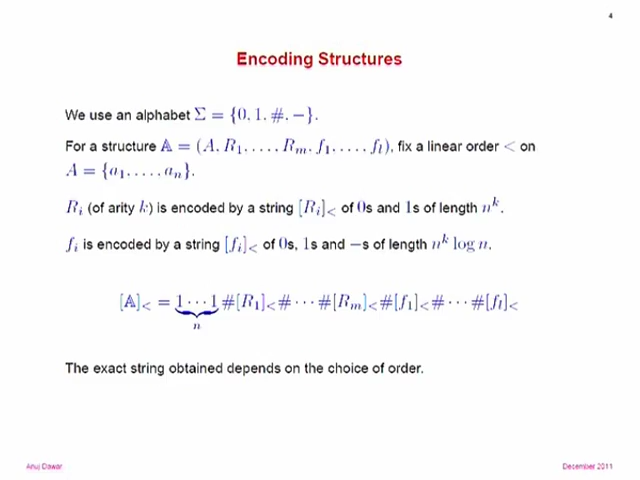 4
Encoding Structures
We use an alphabet Σ = {0, 1, #, −}.
For a structure 𝔸 = (A, R₁, . . . , Rₘ, f₁, . . . , fₗ), fix a linear order < on
A = {a₁, . . . , aₙ}.
Rᵢ (of arity k) is encoded by a string [Rᵢ]< of 0s and 1s of length nᵏ.
fᵢ is encoded by a string [fᵢ]< of 0s, 1s and −s of length nᵏ log n.
[𝔸]< = 1 · · · 1 #[R₁]<# · · · #[Rₘ]<#[f₁]<# · · · #[fₗ]<
n
The exact string obtained depends on the choice of order.
Anuj Dawar December 2011